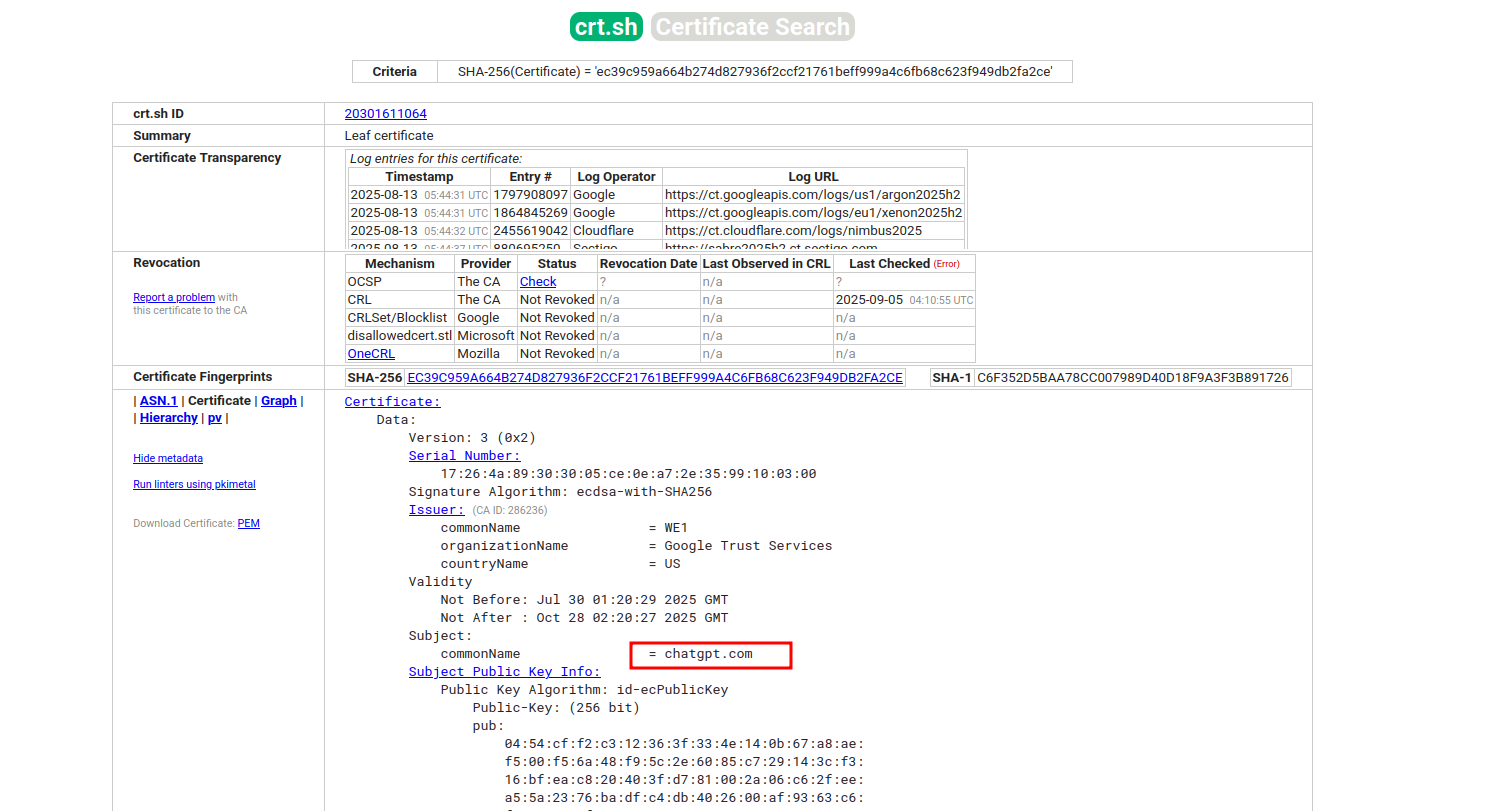 crt.sh Certificate Search
Criteria SHA-256(Certificate) = 'ec39c959a664b274d827936f2ccf21761beff999a4c6fb68c623f949db2fa2ce'
crt.sh ID 20301611064
Summary Leaf certificate
Certificate Transparency Log entries for this certificate:
Timestamp Entry # Log Operator Log URL
2025-08-13 05:44:31 UTC 1797908097 Google https://ct.googleapis.com/logs/us1/argon2025h2
2025-08-13 05:44:31 UTC 1864845269 Google https://ct.googleapis.com/logs/eu1/xenon2025h2
2025-08-13 05:44:32 UTC 2455619042 Cloudflare https://ct.cloudflare.com/logs/nimbus2025
2025-08-13 05:44:37 UTC 880695250 Sectigo https://sabre2025h2.ct.sectigo.com
Revocation Mechanism Provider Status Revocation Date Last Observed in CRL Last Checked (Error)
OCSP The CA Check ? n/a ?
Report a problem with CRL The CA Not Revoked n/a n/a 2025-09-05 04:10:55 UTC
this certificate to the CA CRLSet/Blocklist Google Not Revoked n/a n/a n/a
disallowedcert.stl Microsoft Not Revoked n/a n/a n/a
OneCRL Mozilla Not Revoked n/a n/a n/a
Certificate Fingerprints SHA-256 EC39C959A664B274D827936F2CCF21761BEFF999A4C6FB68C623F949DB2FA2CE SHA-1 C6F352D5BAA78CC007989D40D18F9A3F3B891726
| ASN.1 | Certificate | Graph |
| Hierarchy | pv |
Hide metadata
Run linters using pkimetal
Download Certificate: PEM
Certificate:
Data:
Version: 3 (0x2)
Serial Number:
17:26:4a:89:30:30:05:ce:0e:a7:2e:35:99:10:03:00
Signature Algorithm: ecdsa-with-SHA256
Issuer: (CA ID: 286236)
commonName = WE1
organizationName = Google Trust Services
countryName = US
Validity
Not Before: Jul 30 01:20:29 2025 GMT
Not After : Oct 28 02:20:27 2025 GMT
Subject:
commonName = chatgpt.com
Subject Public Key Info:
Public Key Algorithm: id-ecPublicKey
Public-Key: (256 bit)
pub:
04:54:cf:f2:c3:12:36:3f:33:4e:14:0b:67:a8:ae:
f5:00:f5:6a:48:f9:5c:2e:60:85:c7:29:14:3c:f3:
16:bf:ea:c8:20:40:3f:d7:81:00:2a:06:c6:2f:ee:
a5:5a:23:76:ba:df:c4:db:40:26:00:af:93:63:c6: